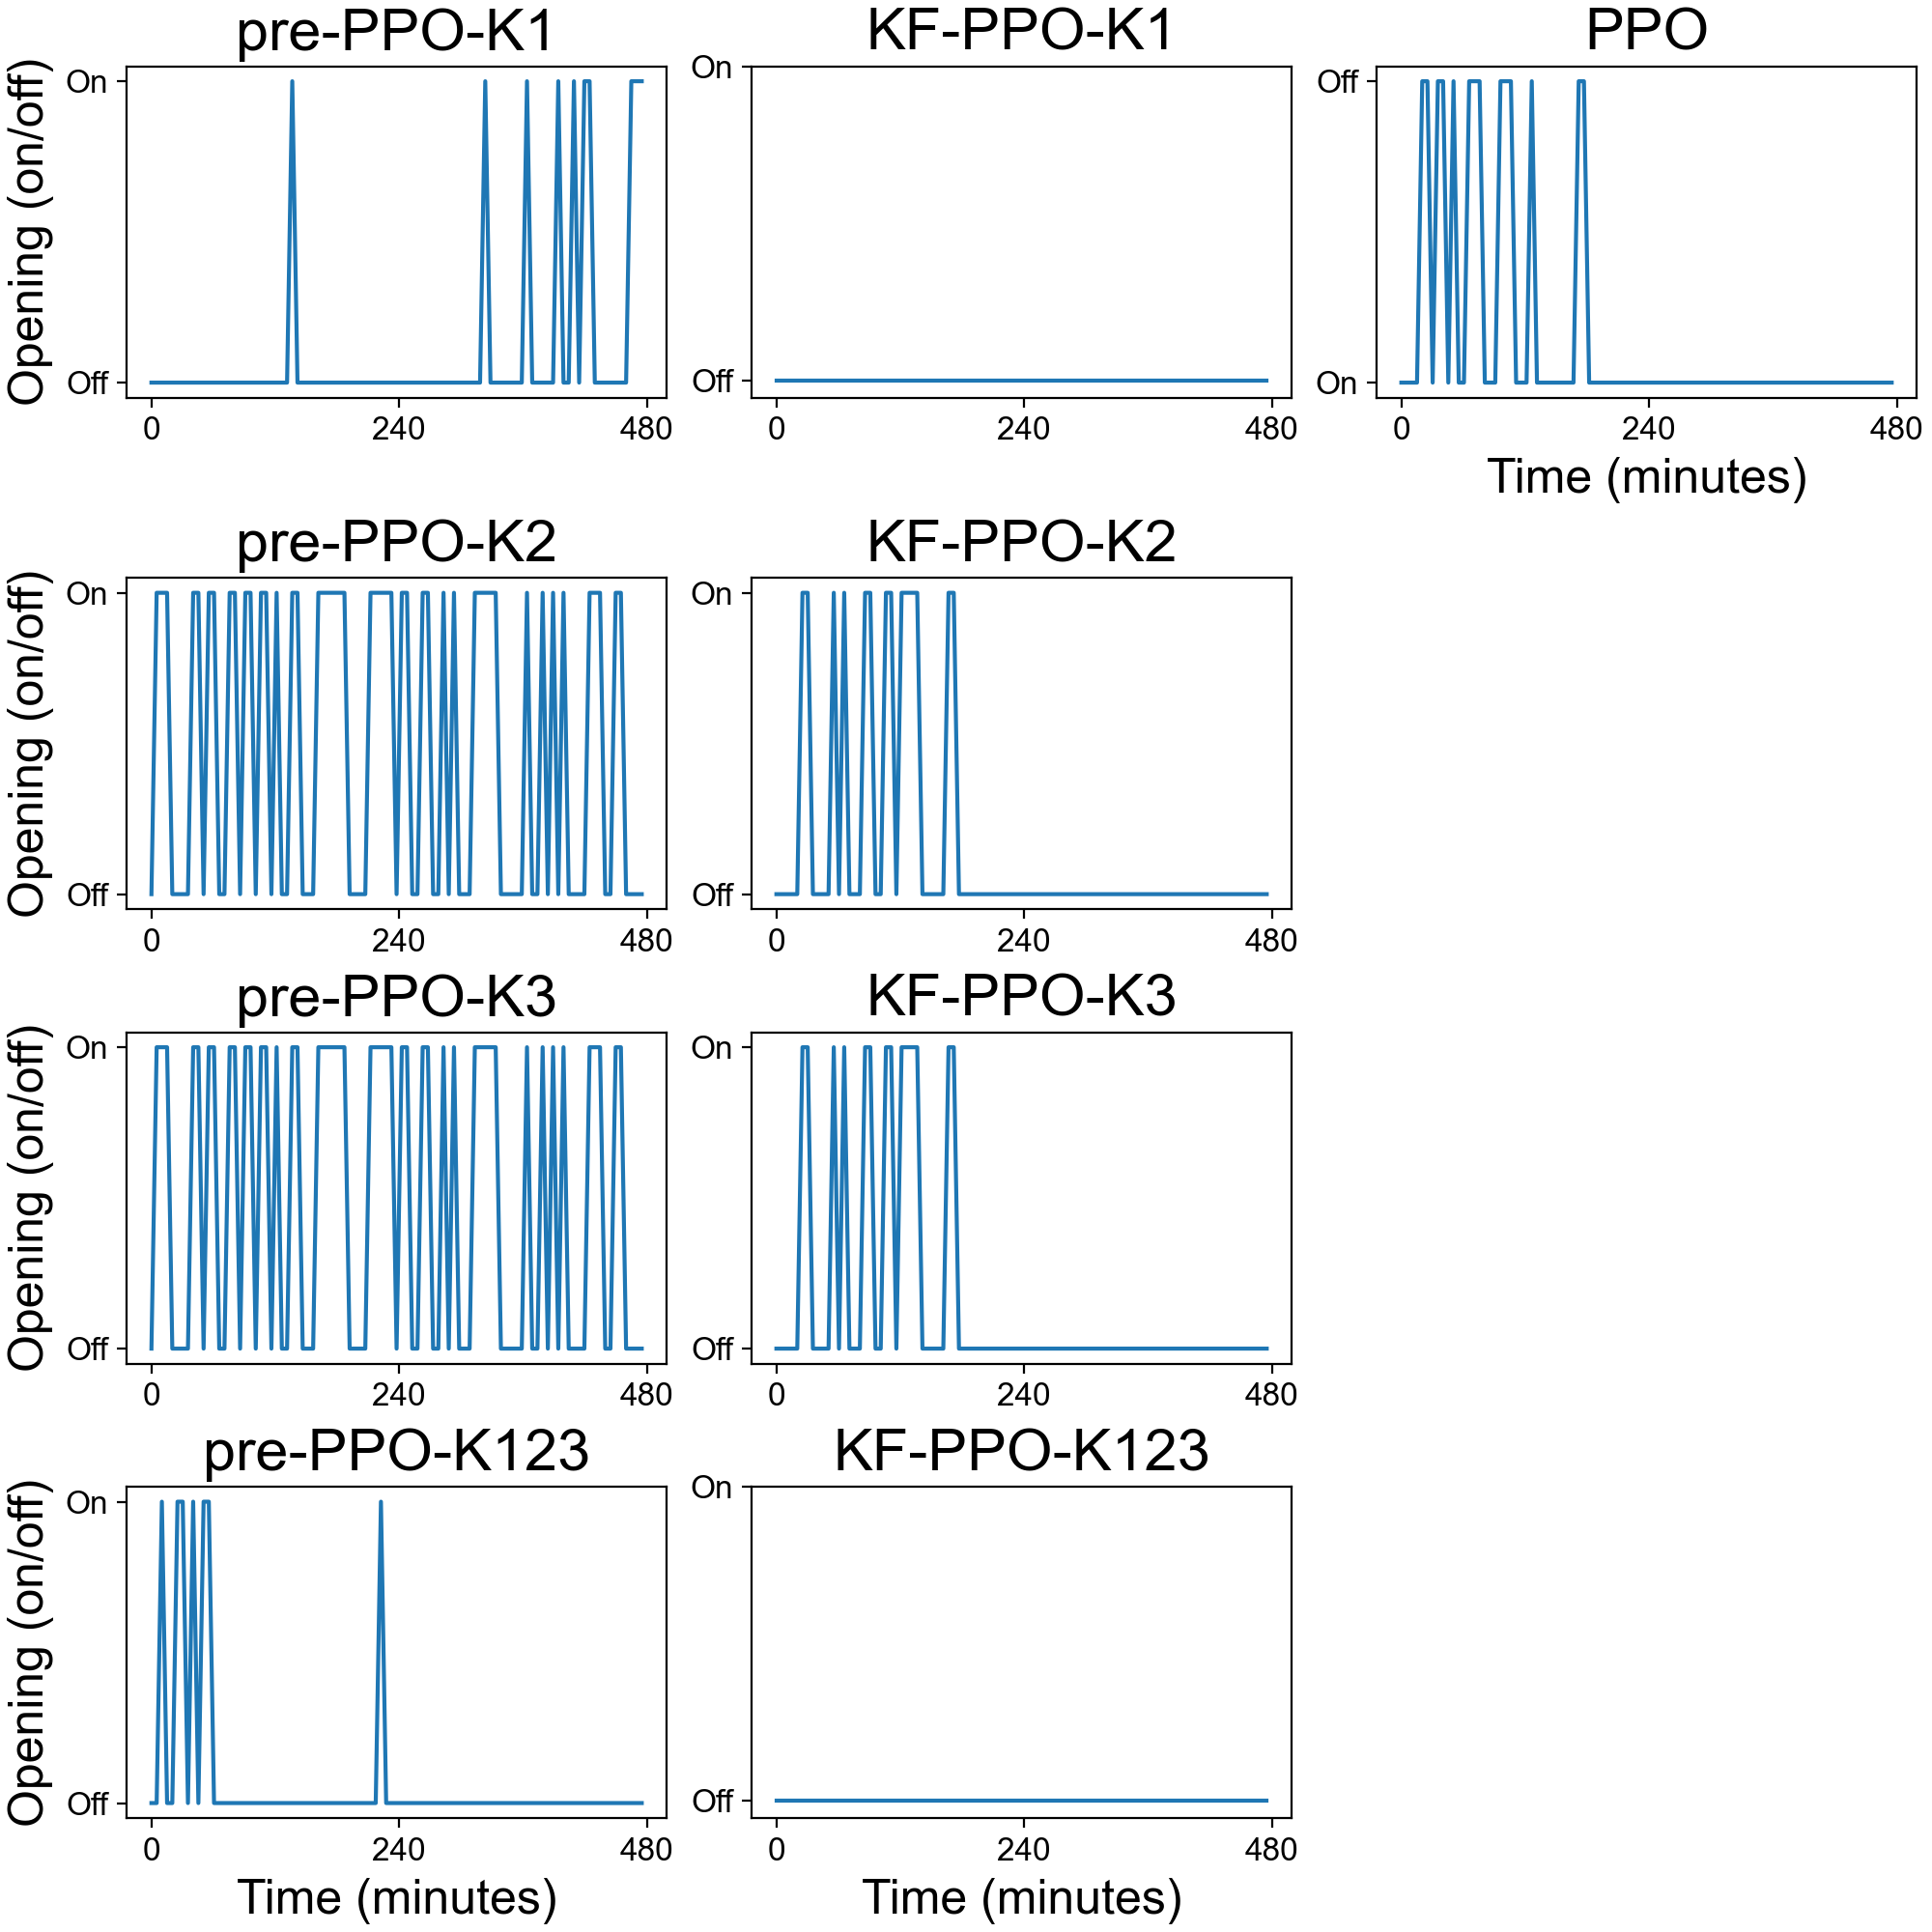 pre-PPO-K1
KF-PPO-K1
PPO
Opening (on/off)
On
Off
0 240 480
On
Off
0 240 480
Off
On
0 240 480
Time (minutes)
pre-PPO-K2
KF-PPO-K2
Opening (on/off)
On
Off
0 240 480
On
Off
0 240 480
pre-PPO-K3
KF-PPO-K3
Opening (on/off)
On
Off
0 240 480
On
Off
0 240 480
pre-PPO-K123
KF-PPO-K123
Opening (on/off)
On
Off
0 240 480
Time (minutes)
On
Off
0 240 480
Time (minutes)